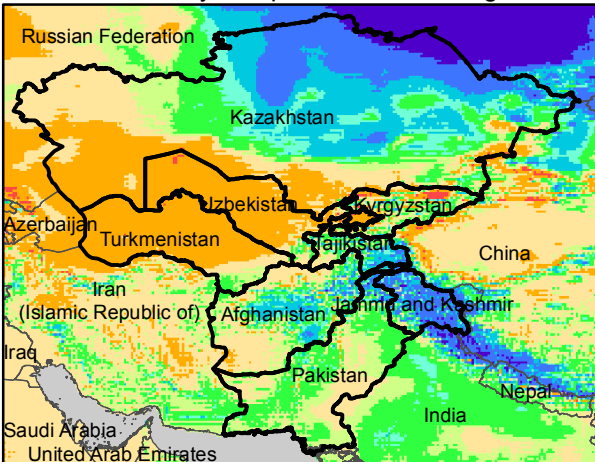 Russian Federation
Kazakhstan
Izbekistan
Kyrgyzstan
Azerbaijan
Turkmenistan
Tajikistan
China
Iran
(Islamic Republic of)
Afghanistan
Jammu and Kashmir
Iraq
Pakistan
Nepal
India
Saudi Arabia
United Arab Emirates